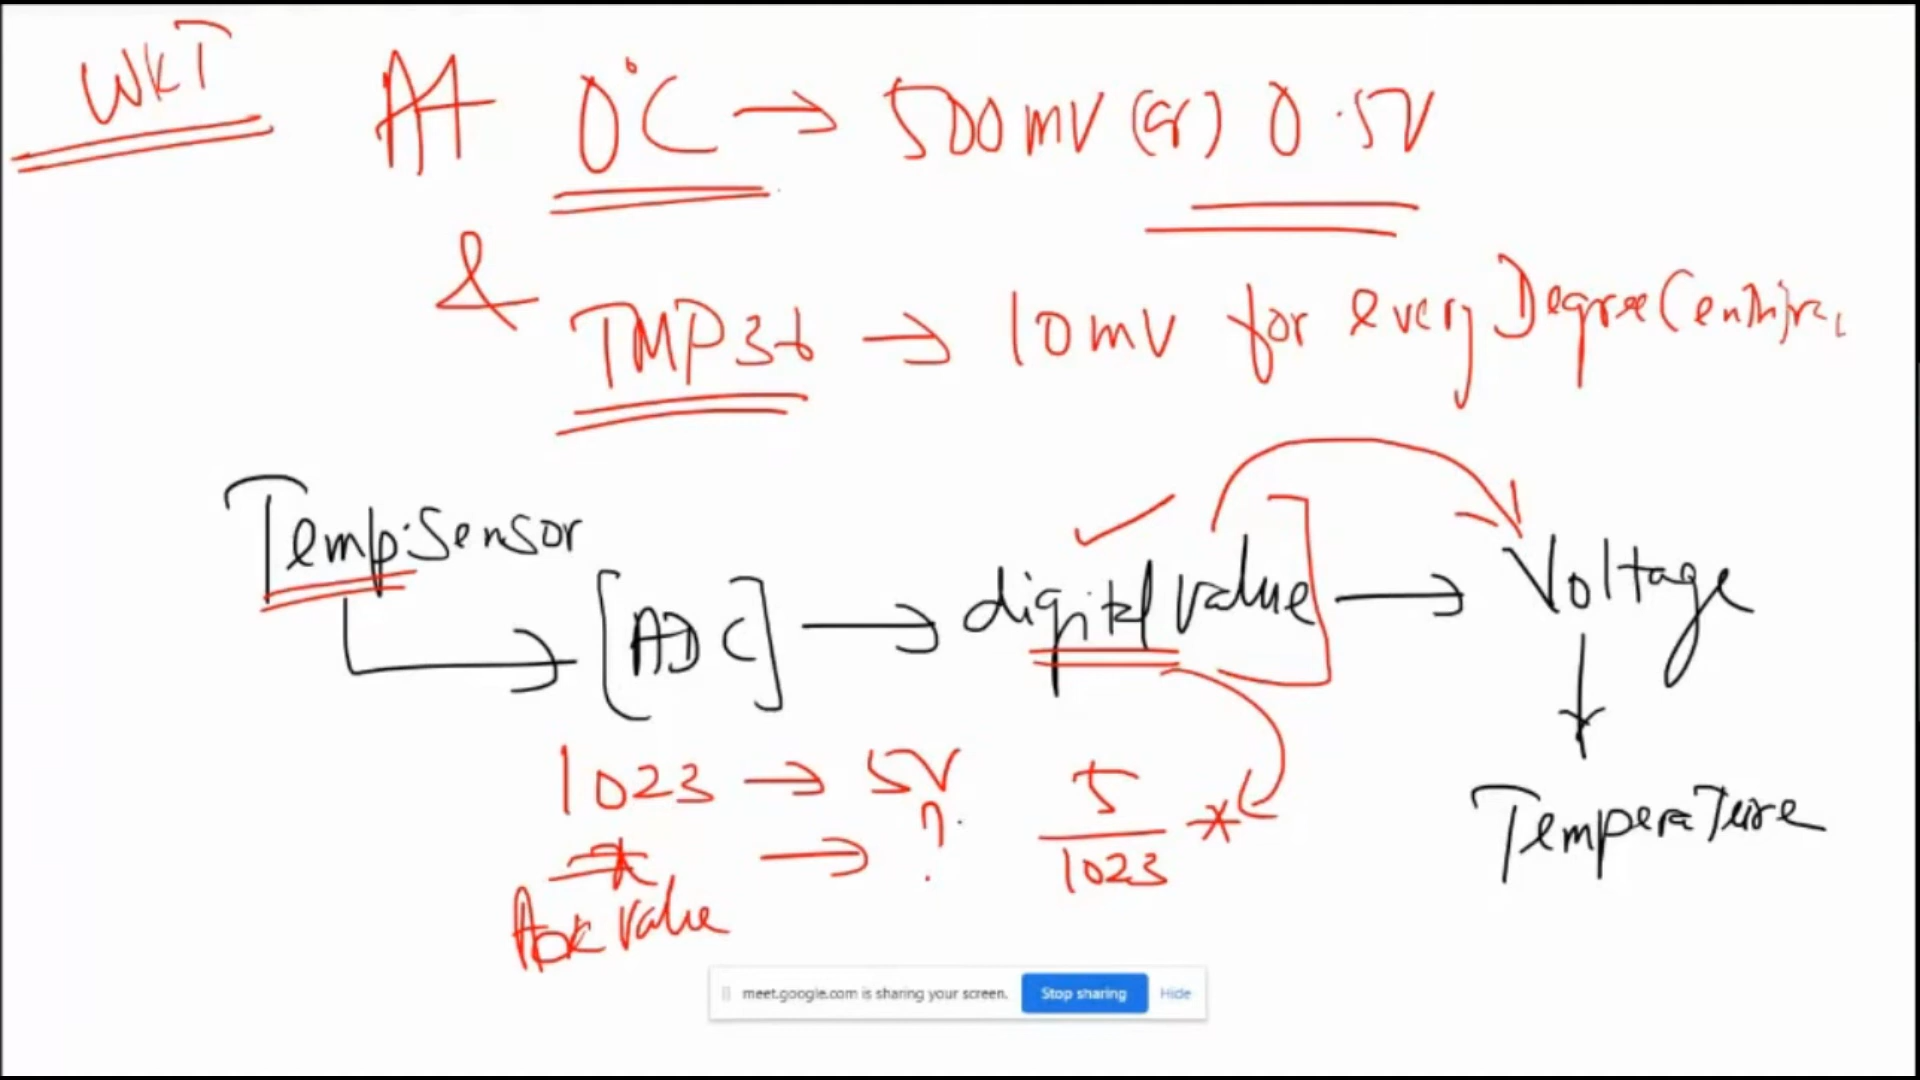 WKT At 0°C → 500mV (or) 0.5V
& TMP36 → 10mV for every Degree
Temp. Sensor
[ADC] → digital value → Voltage
1023 → 5V
5/1023 *
→ ?
ADC Value
Temperature
meet.google.com is sharing your screen. Stop sharing Hide